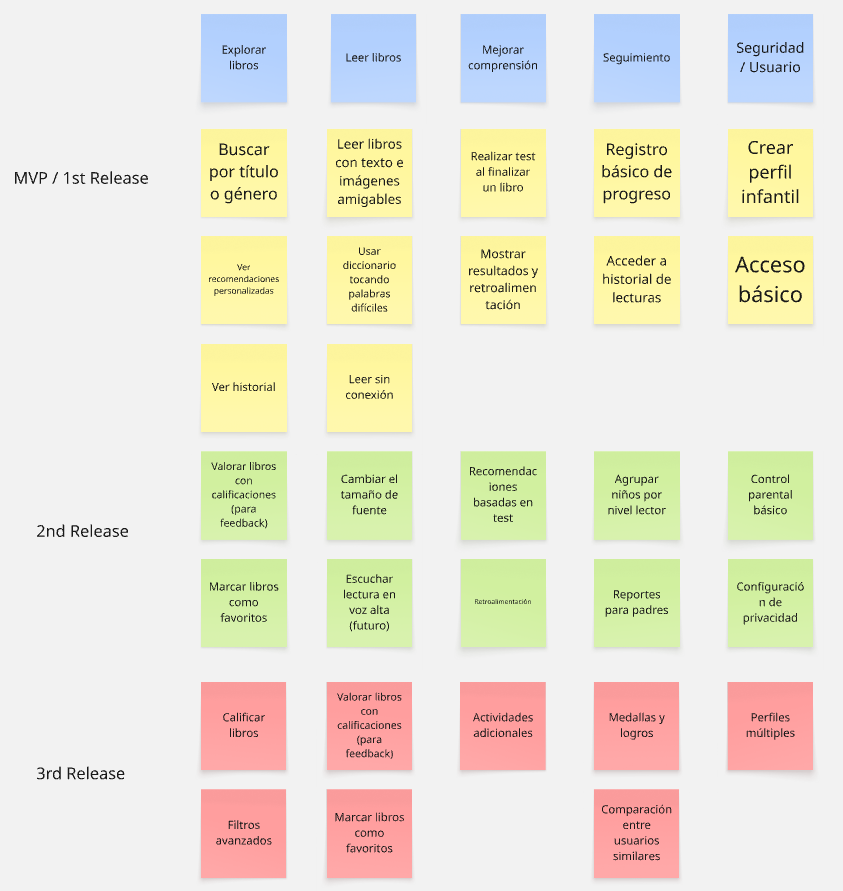 Explorar
libros
Leer libros
Mejorar
comprensión
Seguimiento
Seguridad
/ Usuario
MVP / 1st Release
Buscar
por título
o género
Leer libros
con texto e
imágenes
amigables
Realizar test
al finalizar
un libro
Registro
básico de
progreso
Crear
perfil
infantil
Ver
recomendaciones
personalizadas
Usar
diccionario
tocando
palabras
difíciles
Mostrar
resultados y
retroalimen
tación
Acceder a
historial de
lecturas
Acceso
básico
Ver historial
Leer sin
conexión
2nd Release
Valorar libros
con
calificaciones
(para
feedback)
Cambiar el
tamaño de
fuente
Recomendac
iones
basadas en
test
Agrupar
niños por
nivel lector
Control
parental
básico
Marcar libros
como
favoritos
Escuchar
lectura en
voz alta
(futuro)
Retroalimentación
Reportes
para padres
Configuració
n de
privacidad
3rd Release
Calificar
libros
Valorar libros
con
calificaciones
(para
feedback)
Actividades
adicionales
Medallas y
logros
Perfiles
múltiples
Filtros
avanzados
Marcar libros
como
favoritos
Comparación
entre
usuarios
similares